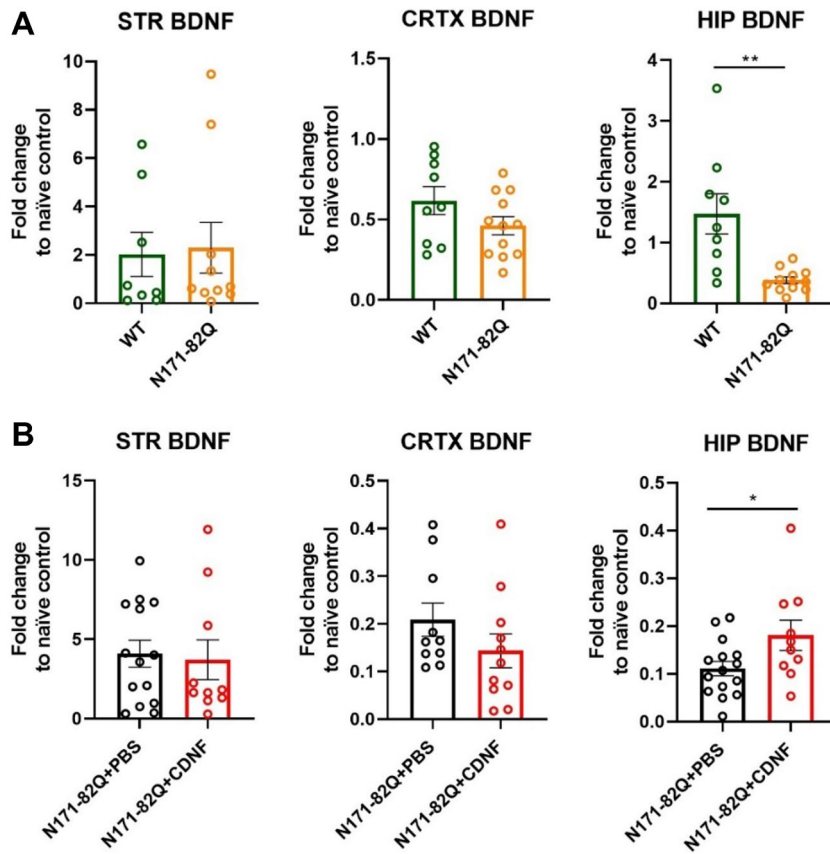 A
STR BDNF
Fold change
to naïve control
10
8
6
4
2
0
WT
N171-82Q
CRTX BDNF
Fold change
to naïve control
1.5
1.0
0.5
0.0
WT
N171-82Q
HIP BDNF
Fold change
to naïve control
4
3
2
1
0
**
WT
N171-82Q
B
STR BDNF
Fold change
to naïve control
15
10
5
0
N171-82Q+PBS
N171-82Q+CDNF
CRTX BDNF
Fold change
to naïve control
0.5
0.4
0.3
0.2
0.1
0.0
N171-82Q+PBS
N171-82Q+CDNF
HIP BDNF
Fold change
to naïve control
0.5
0.4
0.3
0.2
0.1
0.0
*
N171-82Q+PBS
N171-82Q+CDNF